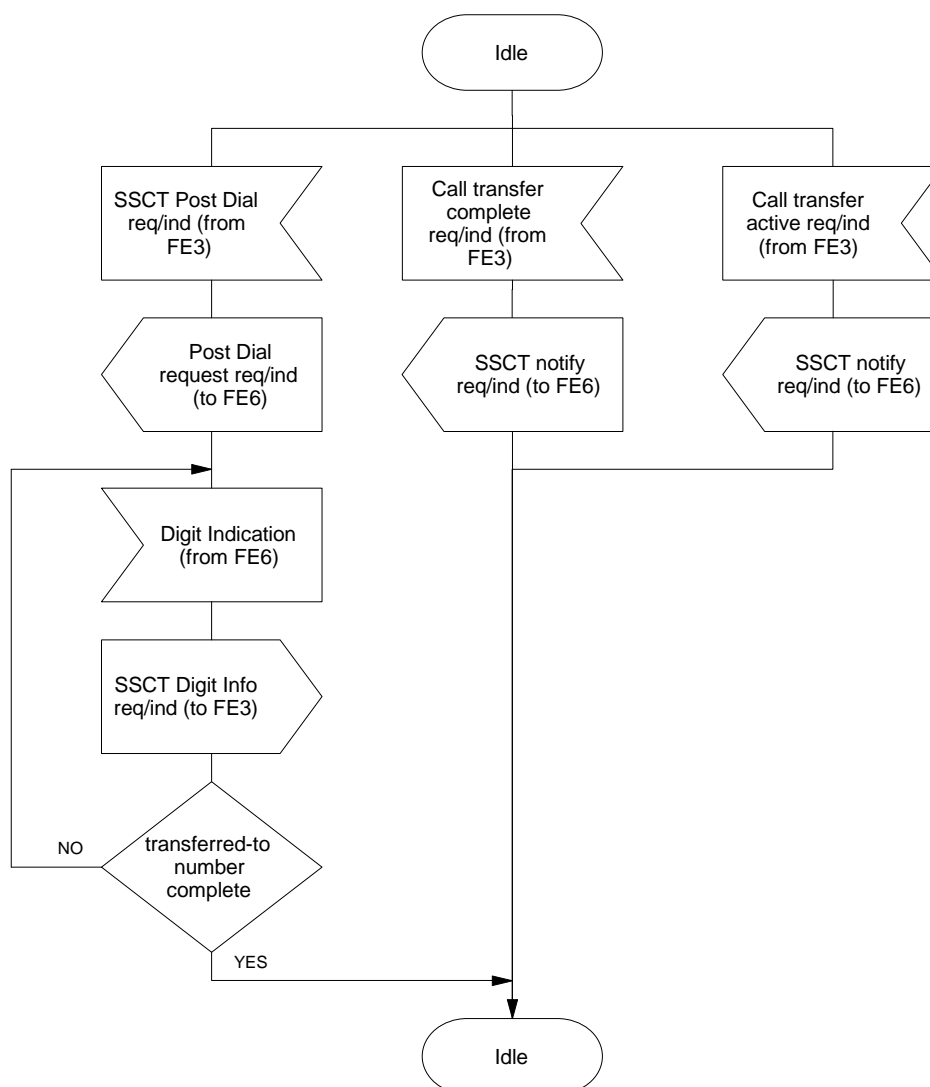 Idle
SSCT Post Dial
req/ind (from
FE3)
Call transfer
complete
req/ind (from
FE3)
Call transfer
active req/ind
(from FE3)
Post Dial
request req/ind
(to FE6)
SSCT notify
req/ind (to FE6)
SSCT notify
req/ind (to FE6)
Digit Indication
(from FE6)
SSCT Digit Info
req/ind (to FE3)
transferred-to
number
complete
NO
YES
Idle